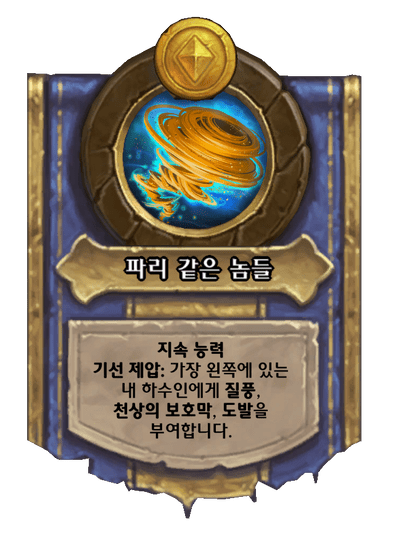 파리 같은 놈들
지속 능력
기선 제압: 가장 왼쪽에 있는
내 하수인에게 질풍,
천상의 보호막, 도발을
부여합니다.